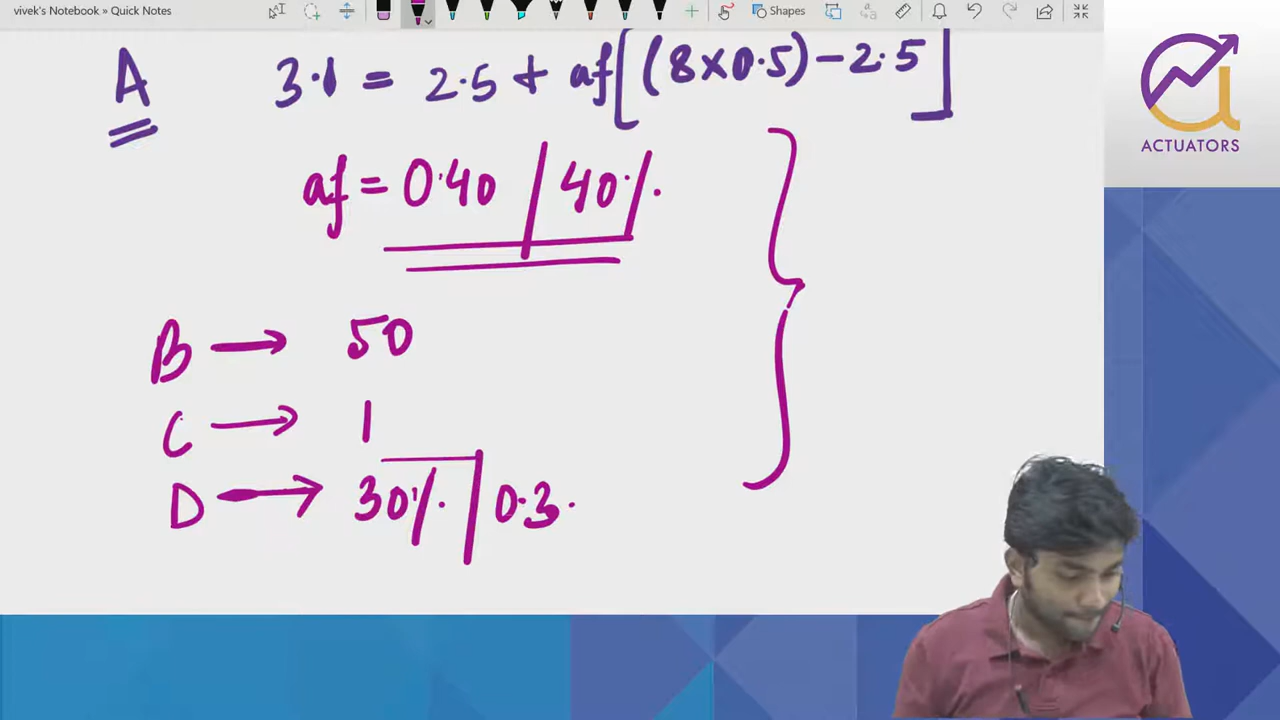 vivek's Notebook » Quick Notes
Shapes
A 3.1 = 2.5 + af[(8×0.5)-2.5]
af = 0.40 / 40%
B → 50
C → 1
D → 30% | 0.3.
ACTUATORS